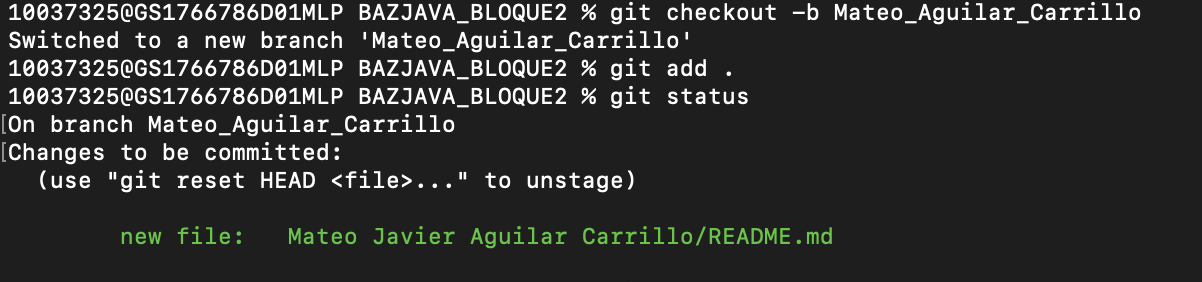 10037325@GS1766786D01MLP BAZJAVA_BLOQUE2 % git checkout -b Mateo_Aguilar_Carrillo
Switched to a new branch 'Mateo_Aguilar_Carrillo'
10037325@GS1766786D01MLP BAZJAVA_BLOQUE2 % git add .
10037325@GS1766786D01MLP BAZJAVA_BLOQUE2 % git status
[On branch Mateo_Aguilar_Carrillo
[Changes to be committed:
(use "git reset HEAD <file>..." to unstage)
new file:   Mateo Javier Aguilar Carrillo/README.md